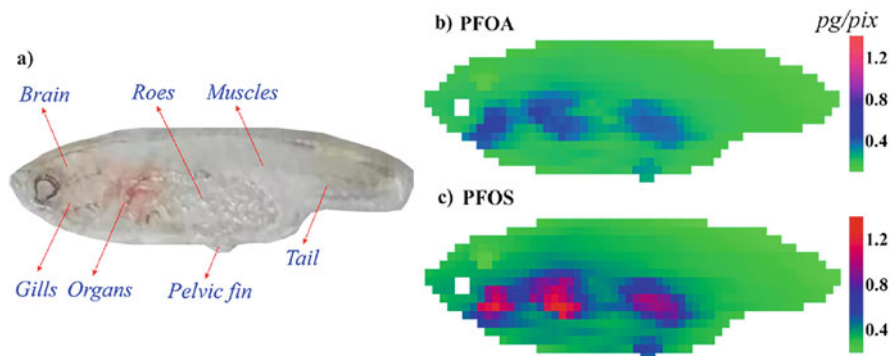 a)
Brain
Roes
Muscles
Gills
Organs
Pelvic fin
Tail
b) PFOA
pg/pix
1.2
0.8
0.4
c) PFOS
1.2
0.8
0.4